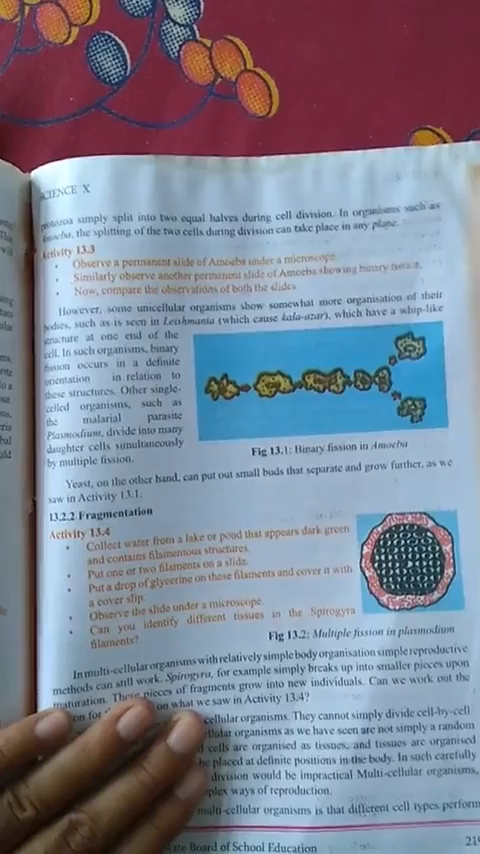 SCIENCE X
protozoa simply split into two equal halves during cell division. In organisms such as
Amoeba, the splitting of the two cells during division can take place in any plane.
Activity 13.3
• Observe a permanent slide of Amoeba under a microscope.
• Similarly observe another permanent slide of Amoeba showing binary fission.
• Now, compare the observations of both the slides.
However, some unicellular organisms show somewhat more organisation of their
bodies, such as is seen in Leishmania (which cause kala-azar), which have a whip-like
structure at one end of the
cell. In such organisms, binary
fission occurs in a definite
orientation in relation to
these structures. Other single-
celled organisms, such as
the malarial parasite
Plasmodium, divide into many
daughter cells simultaneously
by multiple fission.
Fig 13.1: Binary fission in Amoeba
Yeast, on the other hand, can put out small buds that separate and grow further, as we
saw in Activity 13.1.
13.2.2 Fragmentation
Activity 13.4
• Collect water from a lake or pond that appears dark green
and contains filamentous structures.
• Put one or two filaments on a slide.
• Put a drop of glycerine on these filaments and cover it with
a cover slip.
• Observe the slide under a microscope.
• Can you identify different tissues in the Spirogyra
filaments?
Fig 13.2: Multiple fission in plasmodium
In multi-cellular organisms with relatively simple body organisation simple reproductive
methods can still work. Spirogyra, for example simply breaks up into smaller pieces upon
maturation. These pieces of fragments grow into new individuals. Can we work out the
on for on what we saw in Activity 13.4?
cellular organisms. They cannot simply divide cell-by-cell
organisms as we have seen are not simply a random
cells are organised as tissues, and tissues are organised
be placed at definite positions in the body. In such carefully
division would be impractical Multi-cellular organisms,
ways of reproduction.
multi-cellular organisms is that different cell types perform
Board of School Education